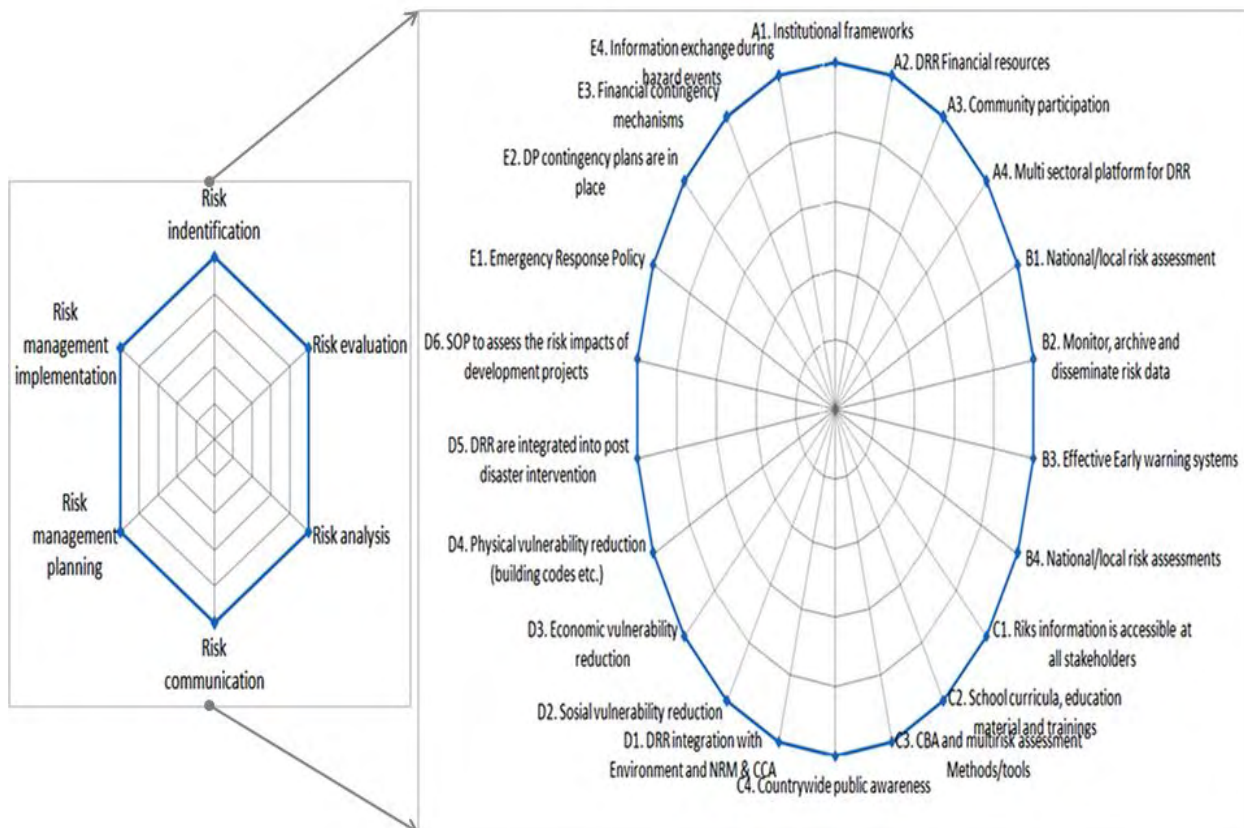 Risk
indentification
Risk evaluation
Risk analysis
Risk
communication
Risk
management
planning
Risk
management
implementation
A1. Institutional frameworks
A2. DRR Financial resources
A3. Community participation
A4. Multi sectoral platform for DRR
B1. National/local risk assessment
B2. Monitor, archive and
disseminate risk data
B3. Effective Early warning systems
B4. National/local risk assessments
C1. Riks information is accessible at
all stakeholders
C2. School curricula, education
material and trainings
C3. CBA and multirisk assessment
Methods/tools
C4. Countrywide public awareness
D1. DRR integration with
Environment and NRM & CCA
D2. Sosial vulnerability reduction
D3. Economic vulnerability
reduction
D4. Physical vulnerability reduction
(building codes etc.)
D5. DRR are integrated into post
disaster intervention
D6. SOP to assess the risk impacts of
development projects
E1. Emergency Response Policy
E2. DP contingency plans are in
place
E3. Financial contingency
mechanisms
E4. Information exchange during
hazard events